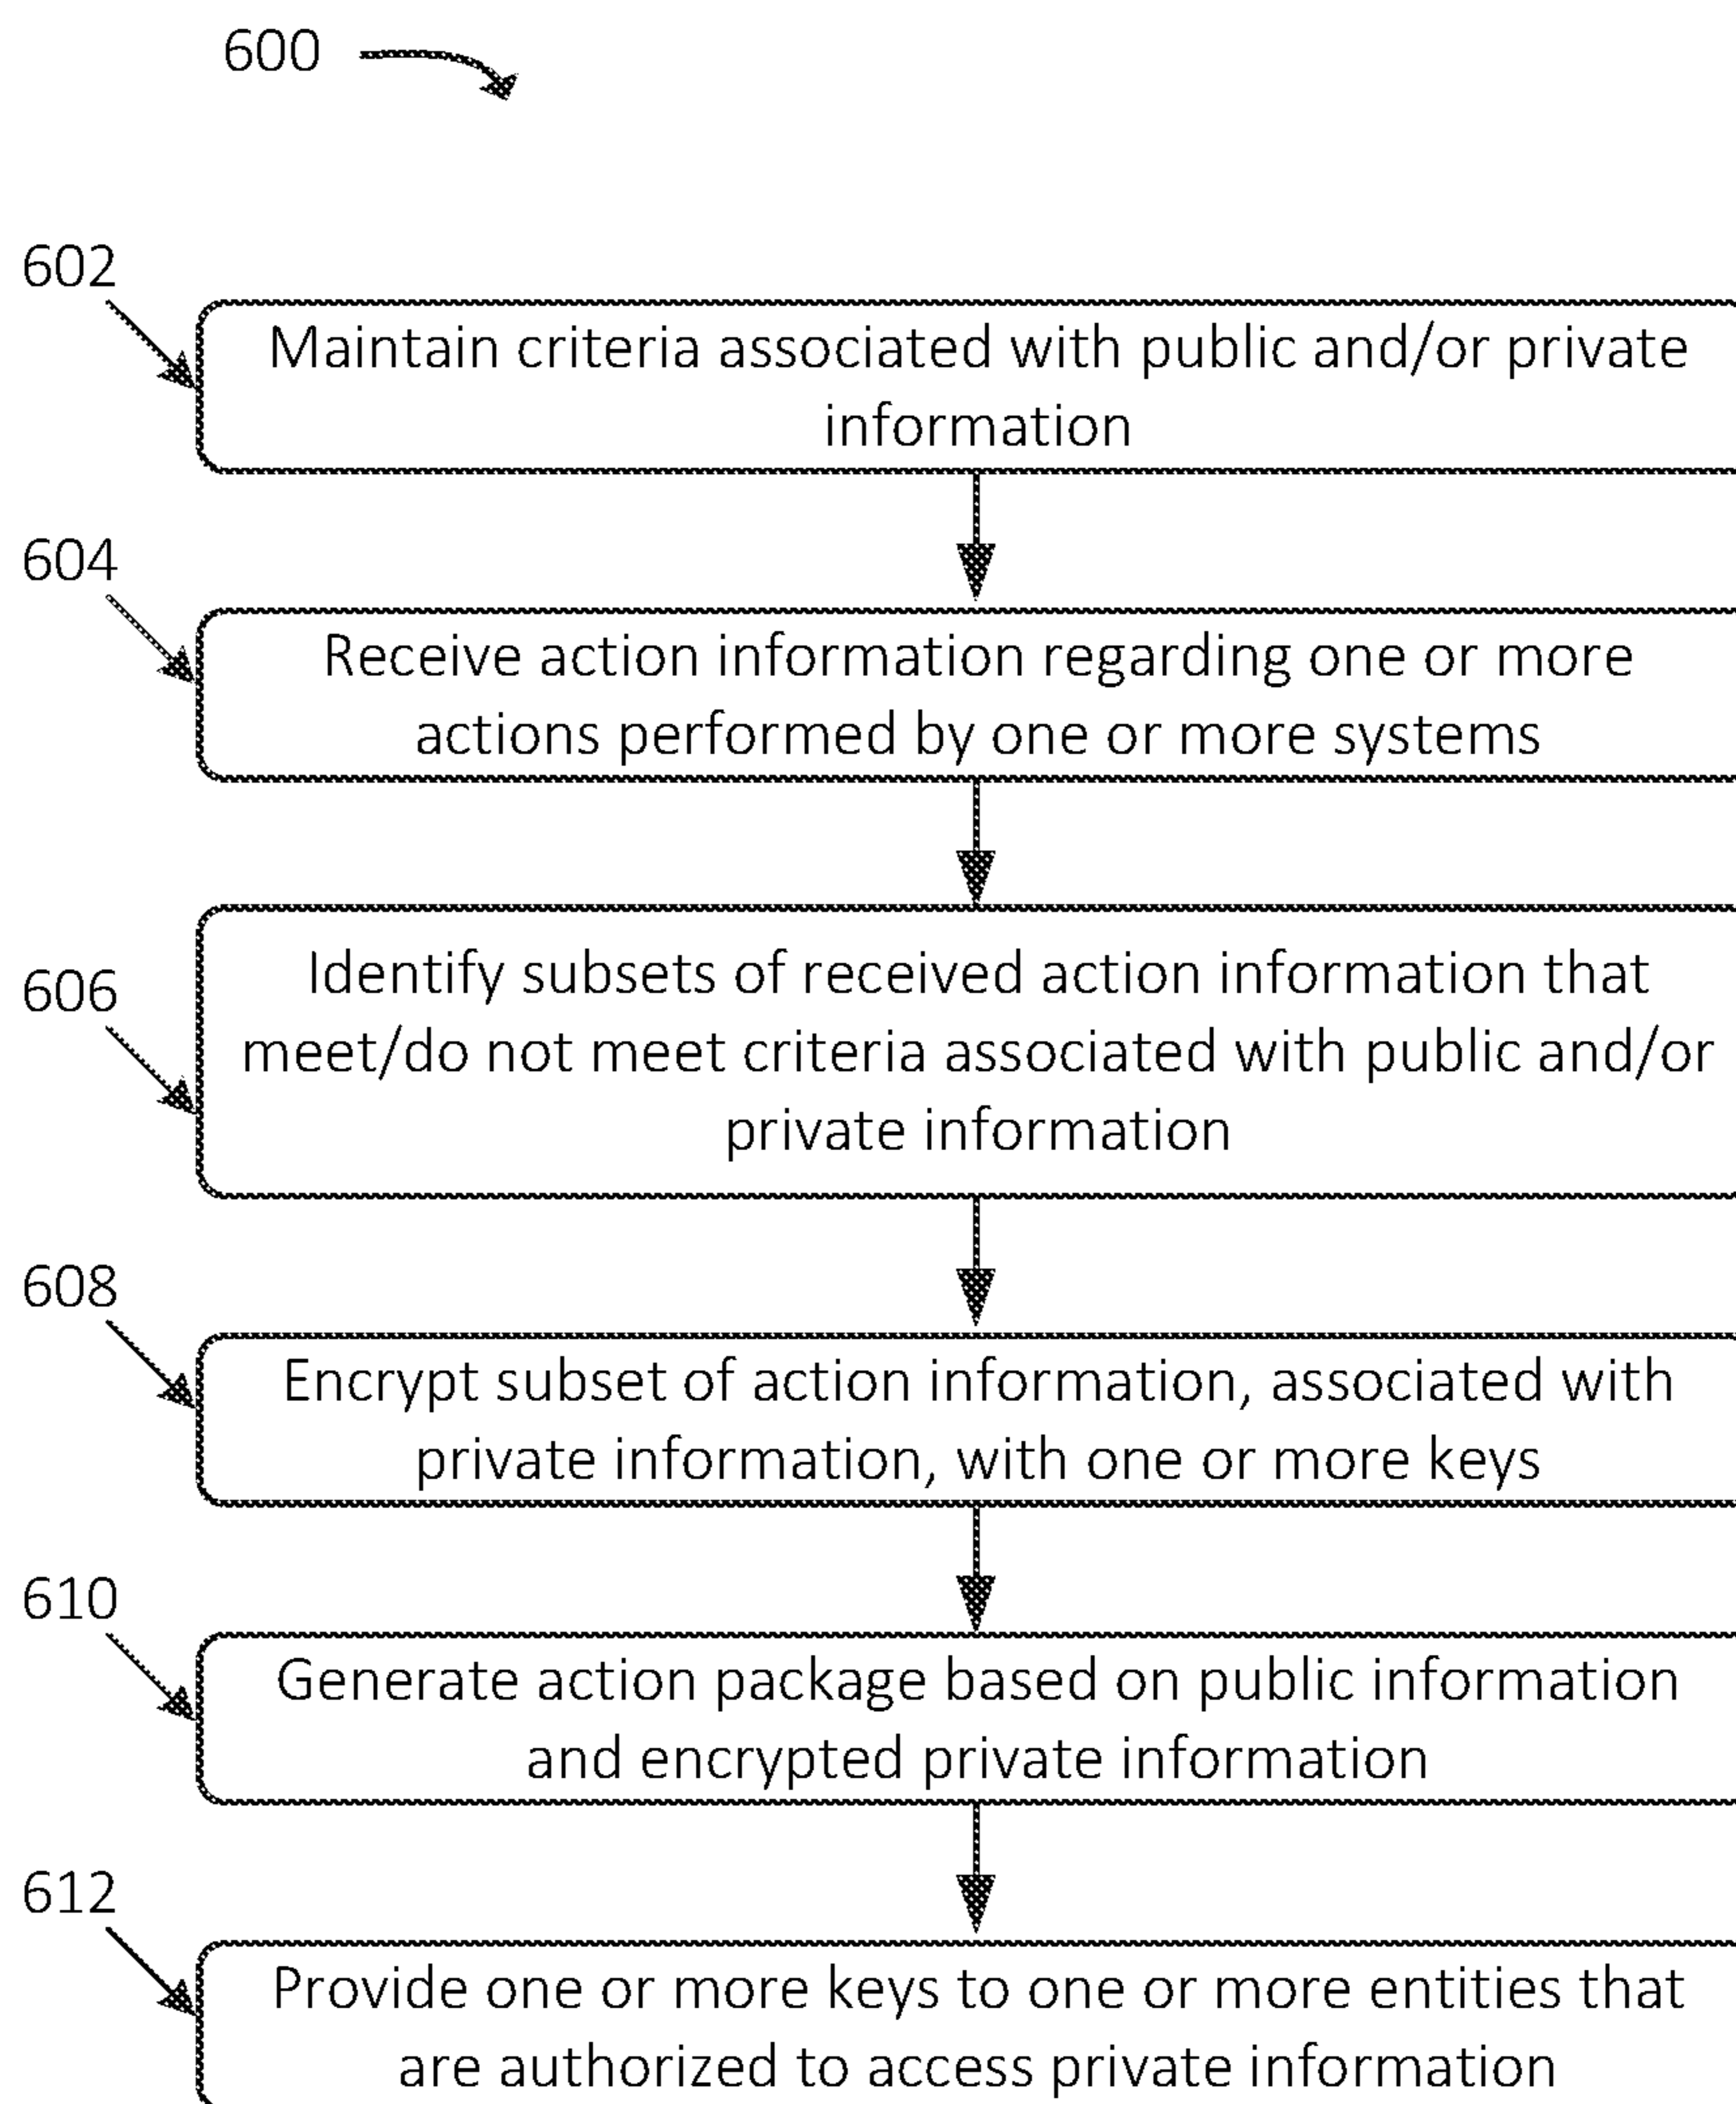 600
602
Maintain criteria associated with public and/or private
information
604
Receive action information regarding one or more
actions performed by one or more systems
606
Identify subsets of received action information that
meet/do not meet criteria associated with public and/or
private information
608
Encrypt subset of action information, associated with
private information, with one or more keys
610
Generate action package based on public information
and encrypted private information
612
Provide one or more keys to one or more entities that
are authorized to access private information